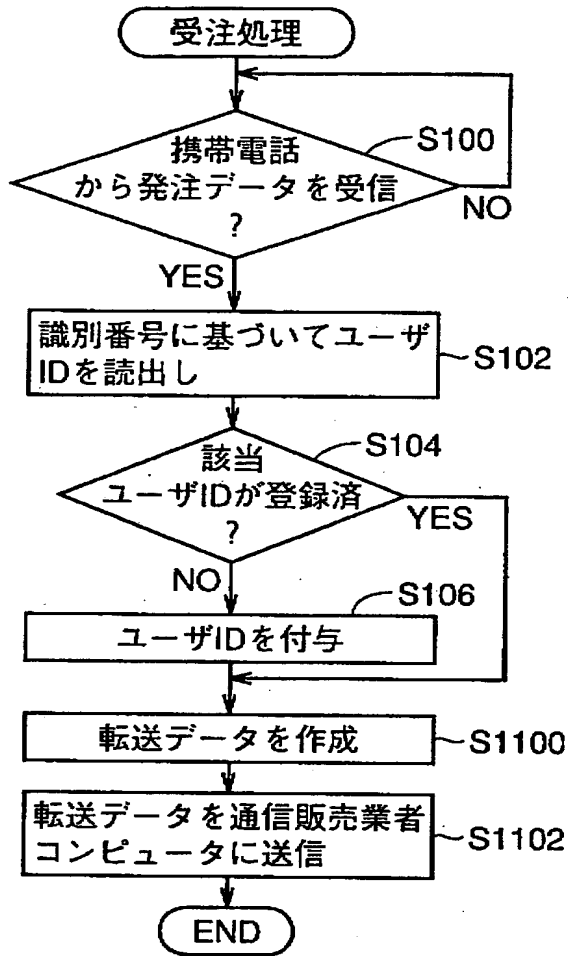 受注処理
S100
携帯電話
から発注データを受信
?
NO
YES
識別番号に基づいてユーザ
IDを読出し
S102
S104
該当
ユーザIDが登録済
?
YES
NO
S106
ユーザIDを付与
転送データを作成
S1100
転送データを通信販売業者
コンピュータに送信
S1102
END